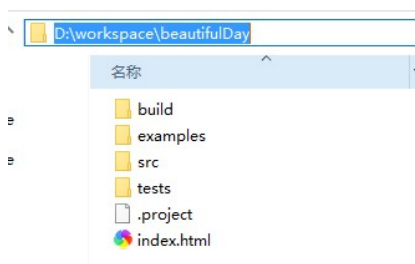 D:\workspace\beautifulDay
名称
build
examples
src
tests
.project
index.html